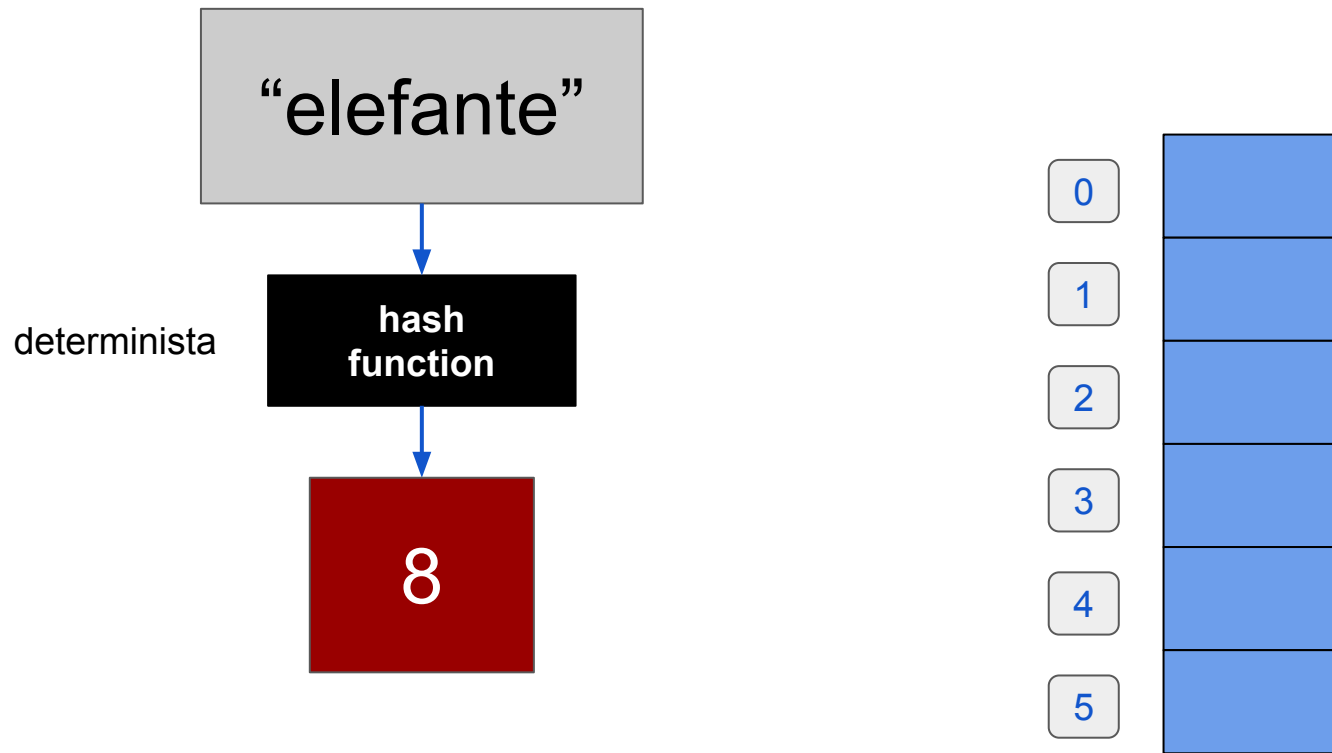 “elefante”
determinista
hash
function
8
0
1
2
3
4
5